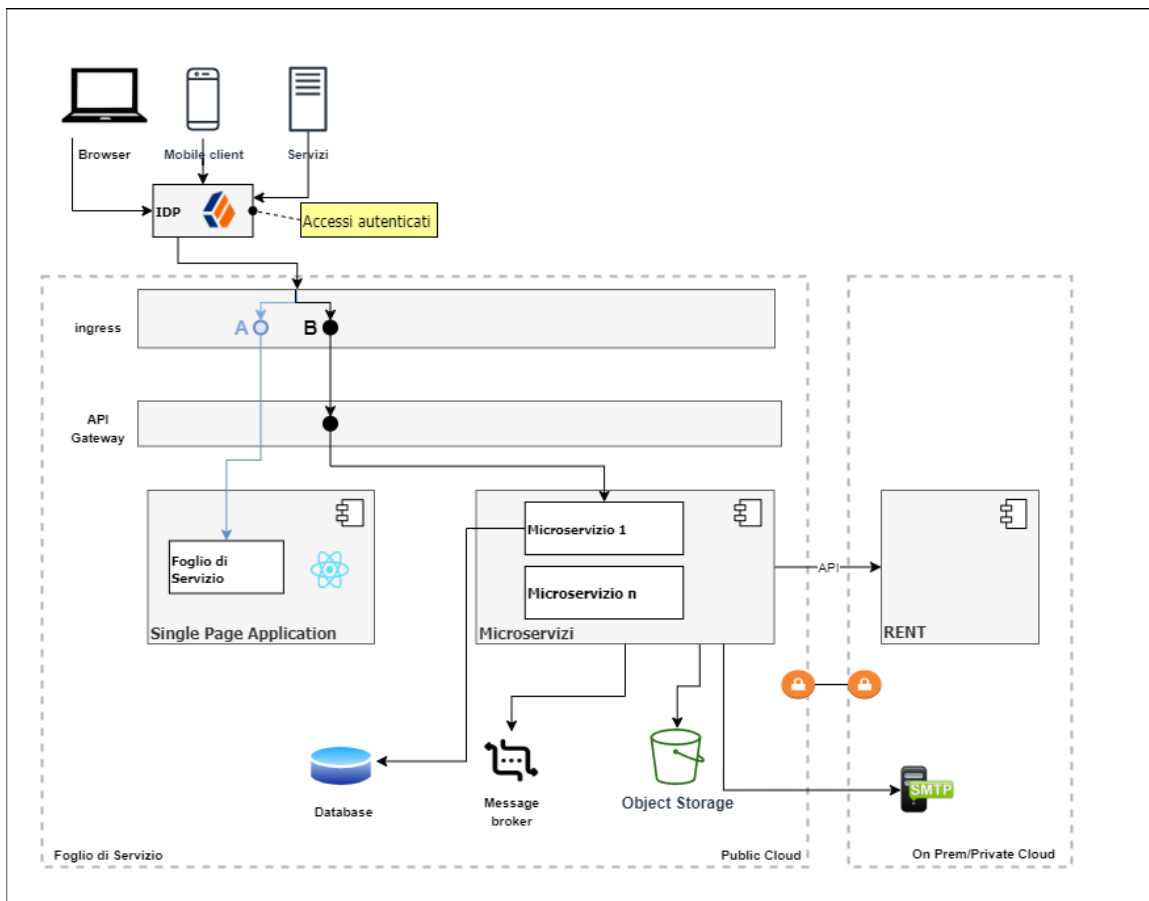 Browser
Mobile client
Servizi
IDP
Accessi autenticati
ingress
A
B
API
Gateway
Foglio di
Servizio
Single Page Application
Microservizio 1
Microservizio n
Microservizi
API
RENT
Database
Message
broker
Object Storage
SMTP
Foglio di Servizio
Public Cloud
On Prem/Private Cloud